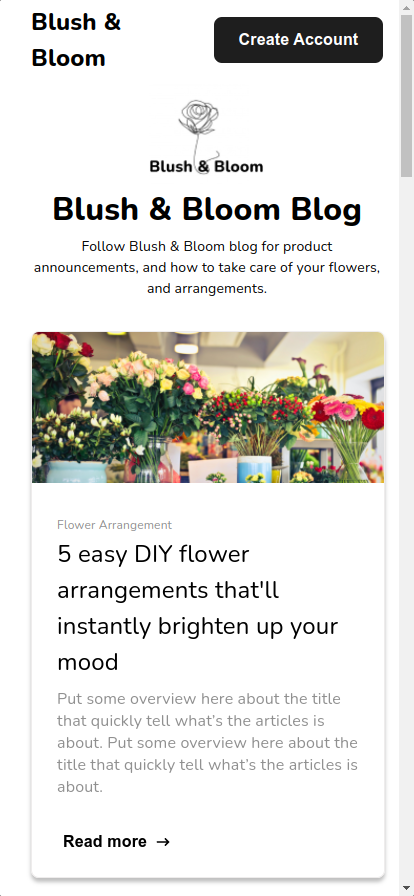 Blush &
Bloom
Create Account
Blush & Bloom
Blush & Bloom Blog
Follow Blush & Bloom blog for product
announcements, and how to take care of your flowers,
and arrangements.
Flower Arrangement
5 easy DIY flower
arrangements that'll
instantly brighten up your
mood
Put some overview here about the title
that quickly tell what's the articles is
about. Put some overview here about the
title that quickly tell what's the articles is
about.
Read more →